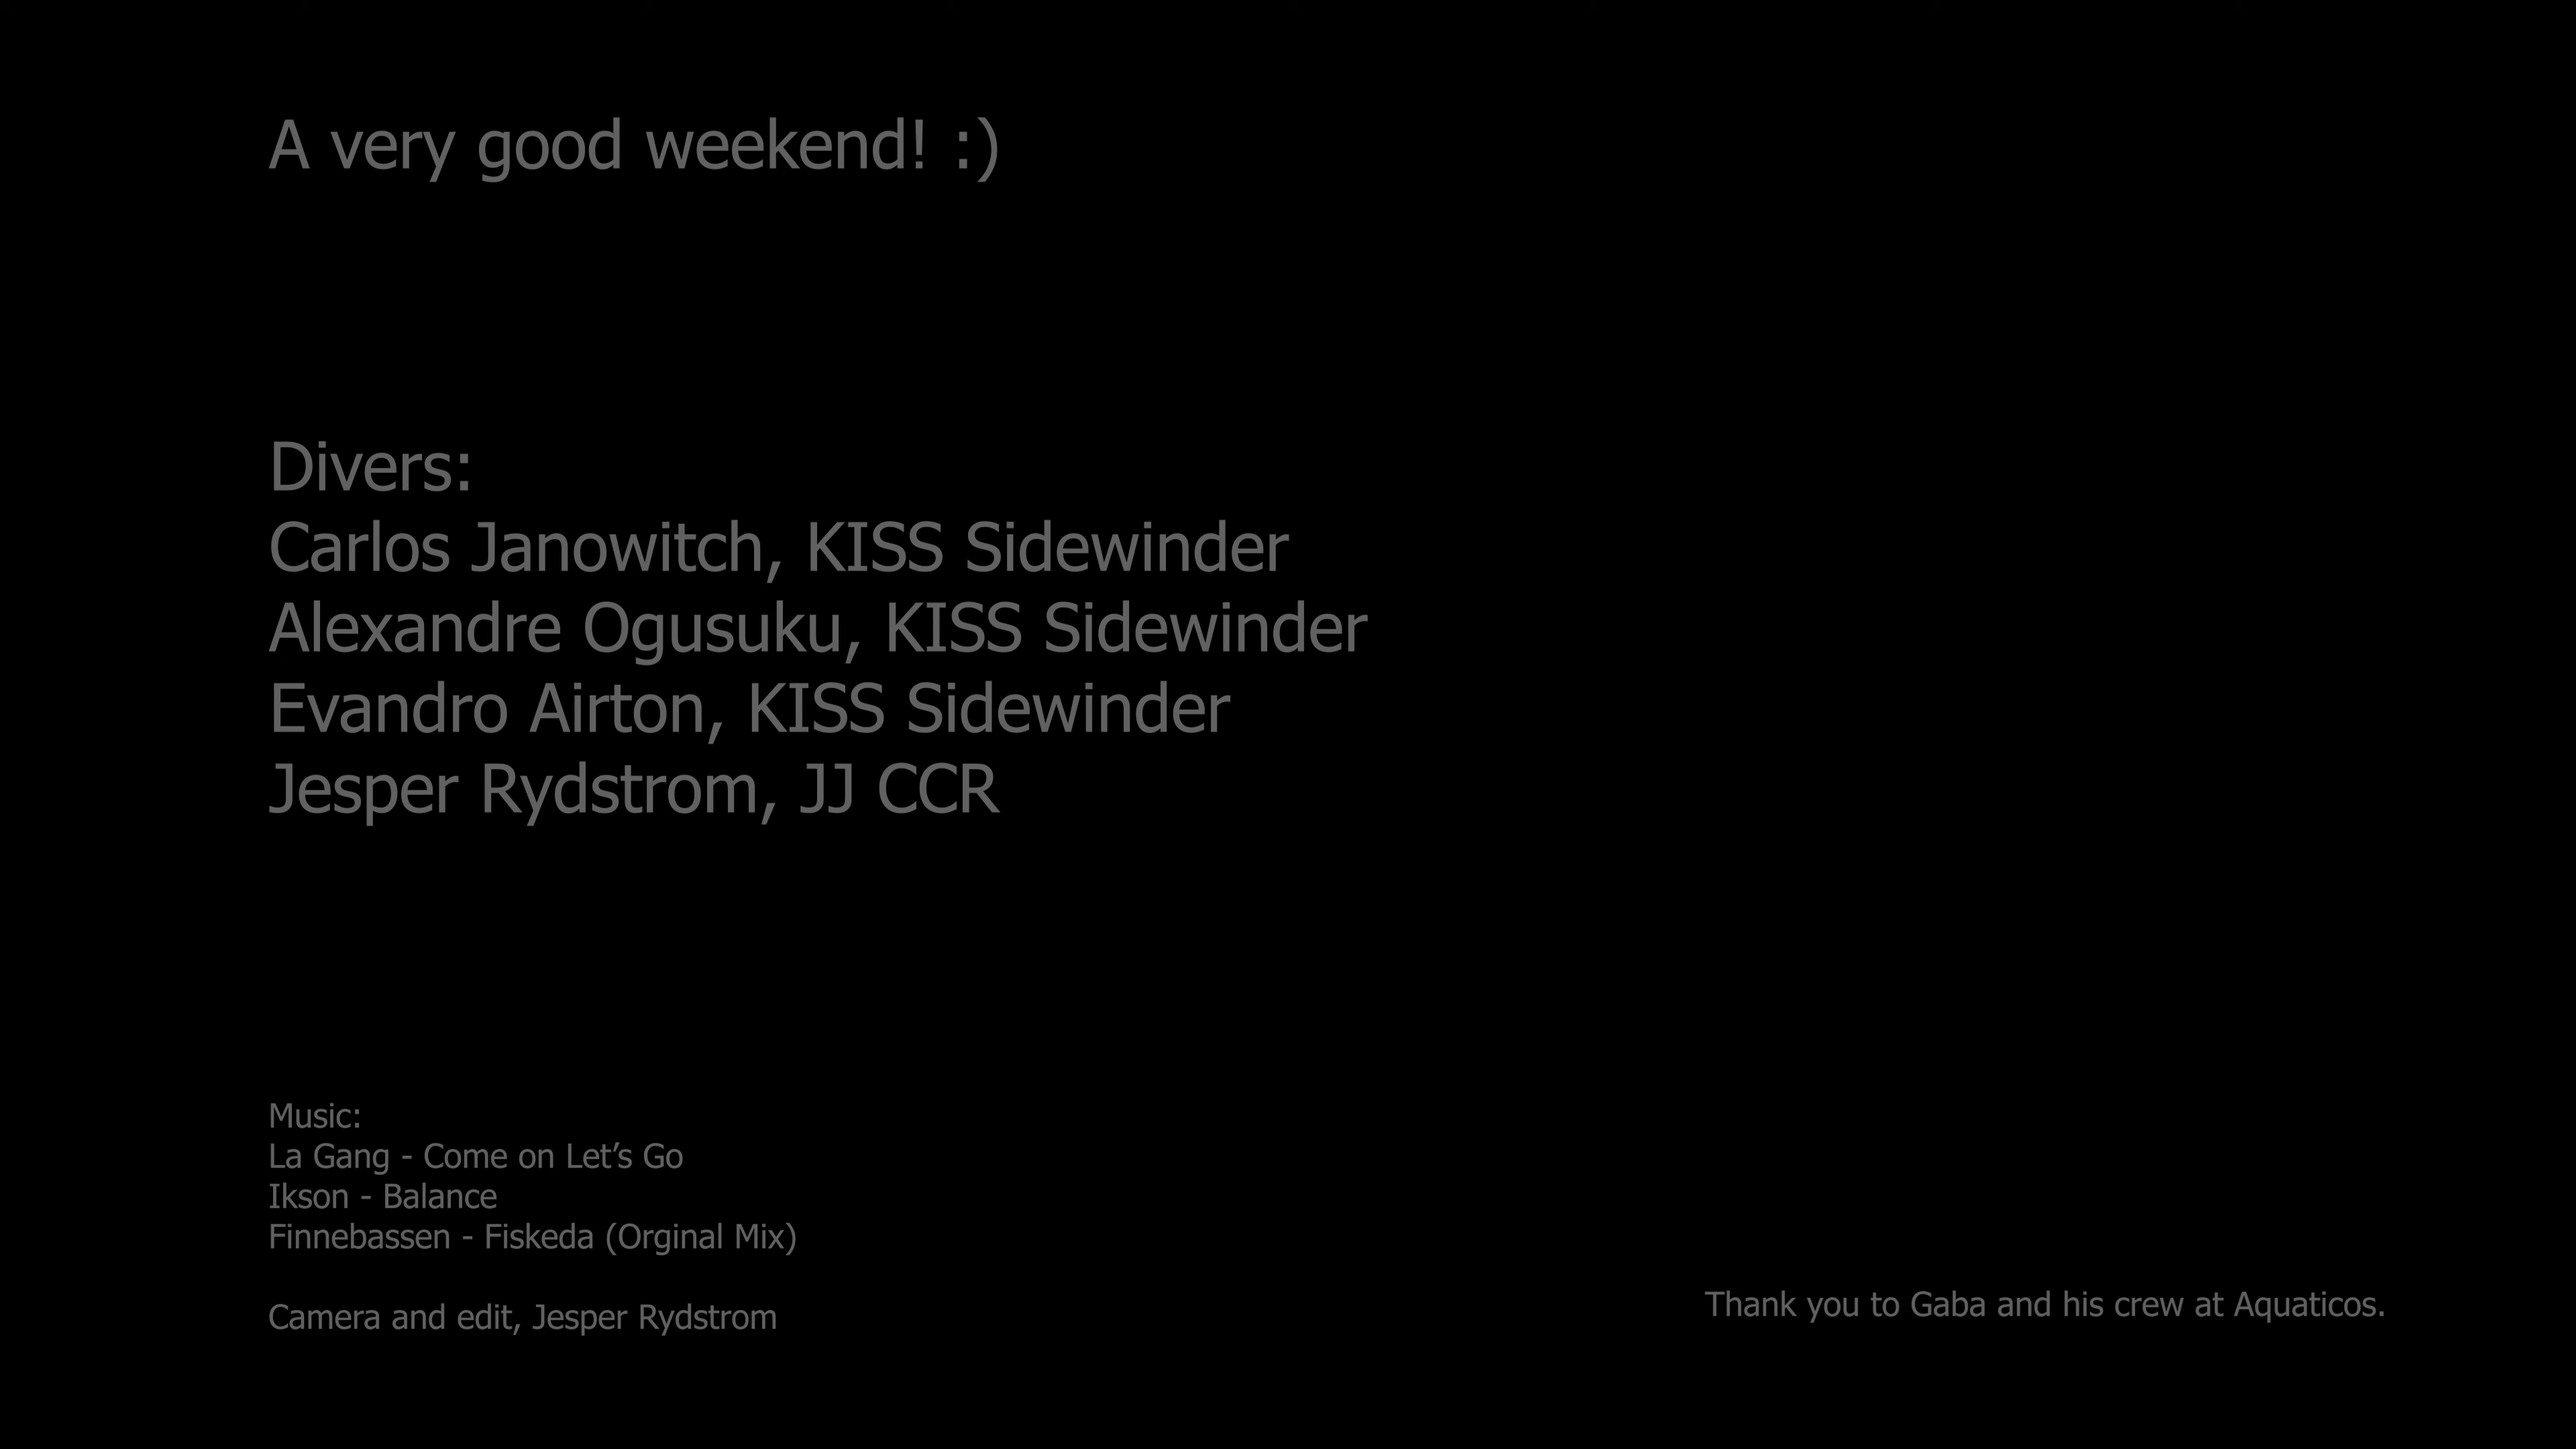 A very good weekend! :)
Divers:
Carlos Janowitch, KISS Sidewinder
Alexandre Ogusuku, KISS Sidewinder
Evandro Airton, KISS Sidewinder
Jesper Rydstrom, JJ CCR
Music:
La Gang - Come on Let’s Go
Ikson - Balance
Finnebassen - Fiskeda (Orginal Mix)
Camera and edit, Jesper Rydstrom
Thank you to Gaba and his crew at Aquaticos.